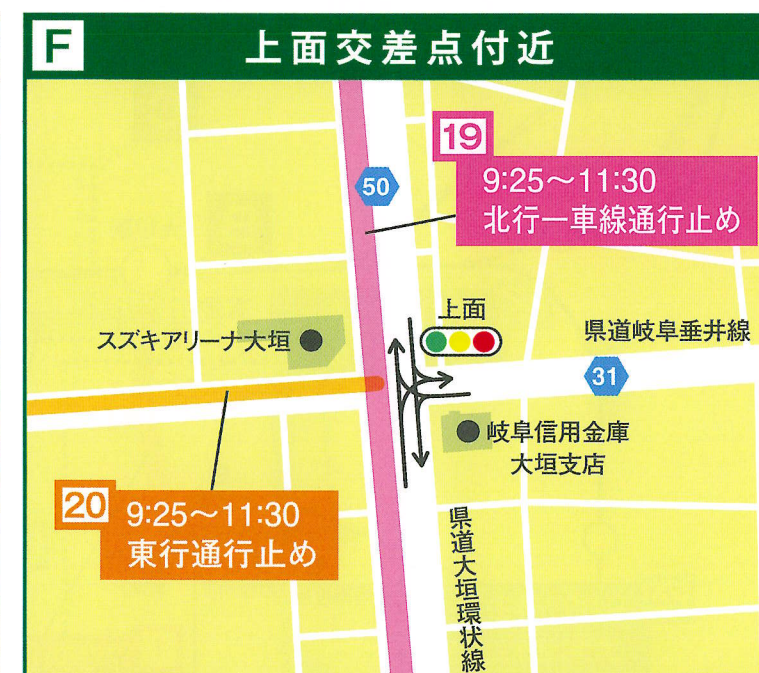 F
上面交差点付近
19
9:25～11:30
北行一車線通行止め
50
上面
スズキアリーナ大垣
県道岐阜垂井線
31
岐阜信用金庫
大垣支店
20
9:25～11:30
東行通行止め
県道大垣環状線